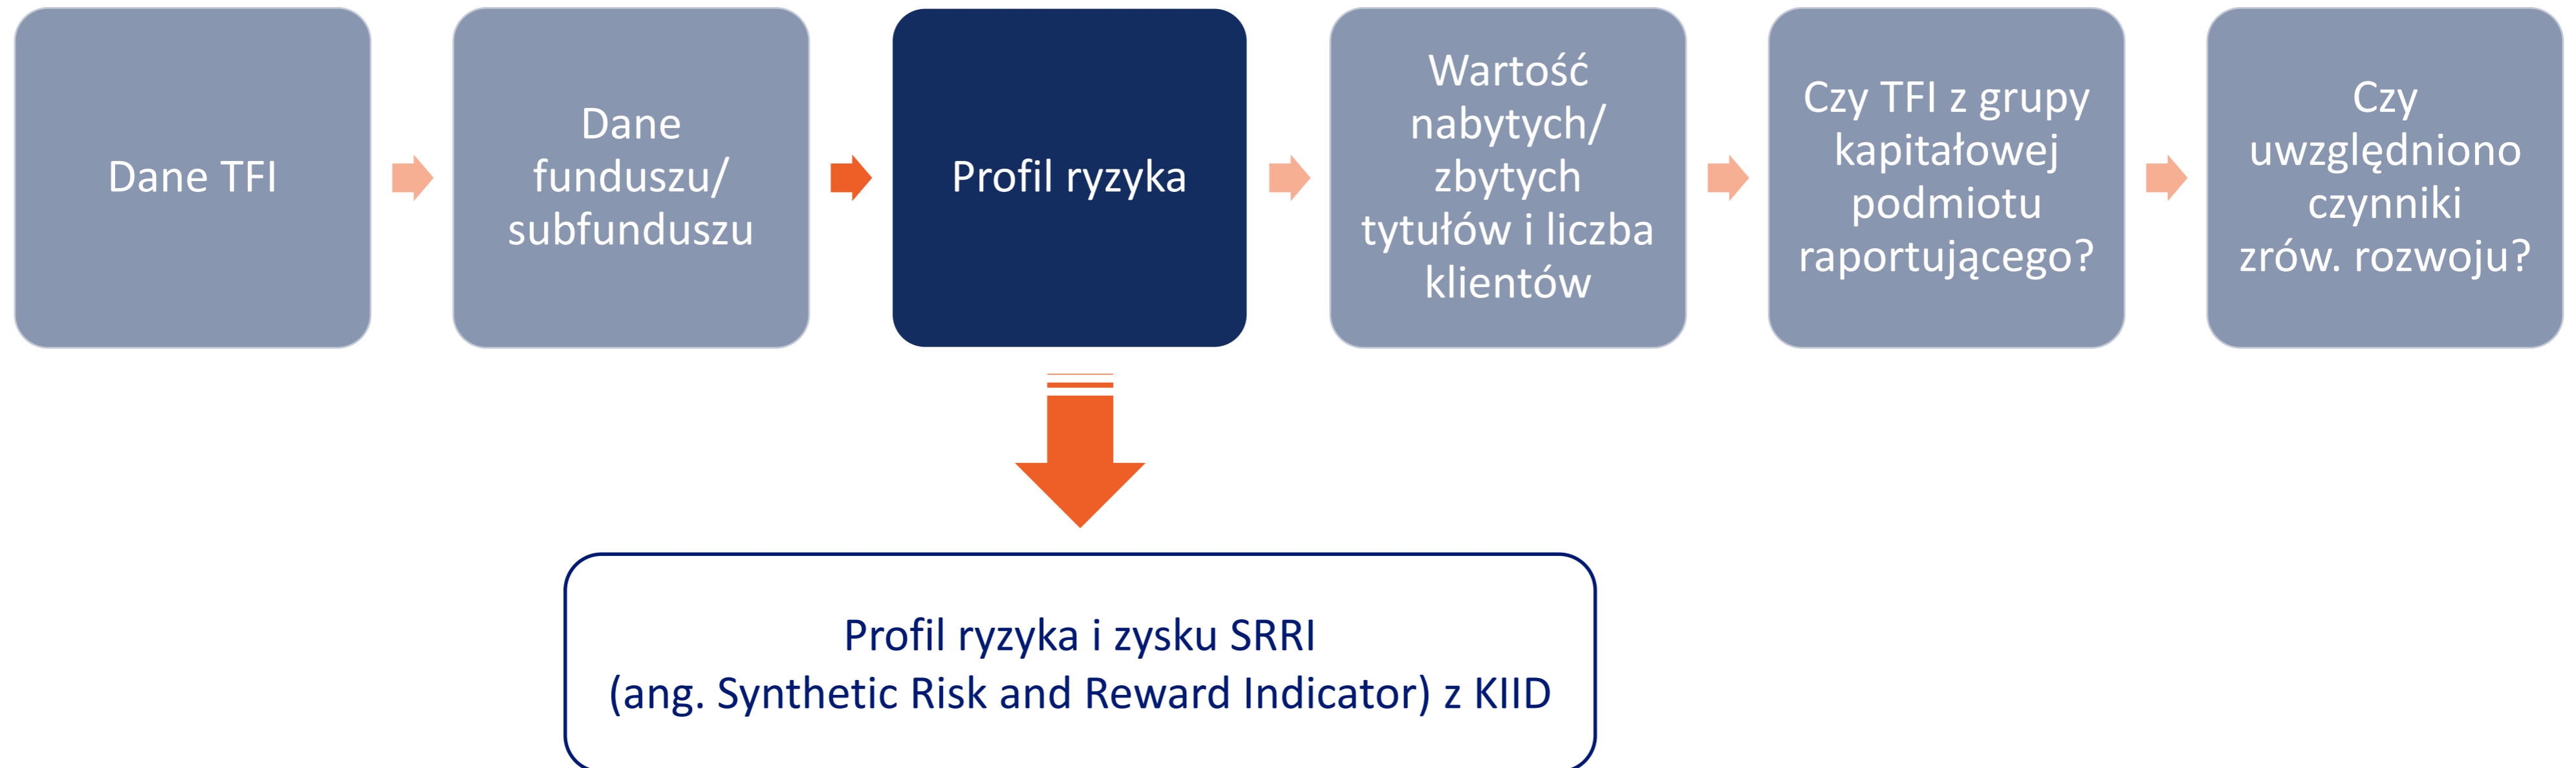 Dane TFI
Dane
funduszu/
subfunduszu
Profil ryzyka
Wartość
nabytych/
zbytych
tytułów i liczba
klientów
Czy TFI z grupy
kapitałowej
podmiotu
raportującego?
Czy
uwzględniono
czynniki
zrów. rozwoju?
Profil ryzyka i zysku SRRI
(ang. Synthetic Risk and Reward Indicator) z KIID